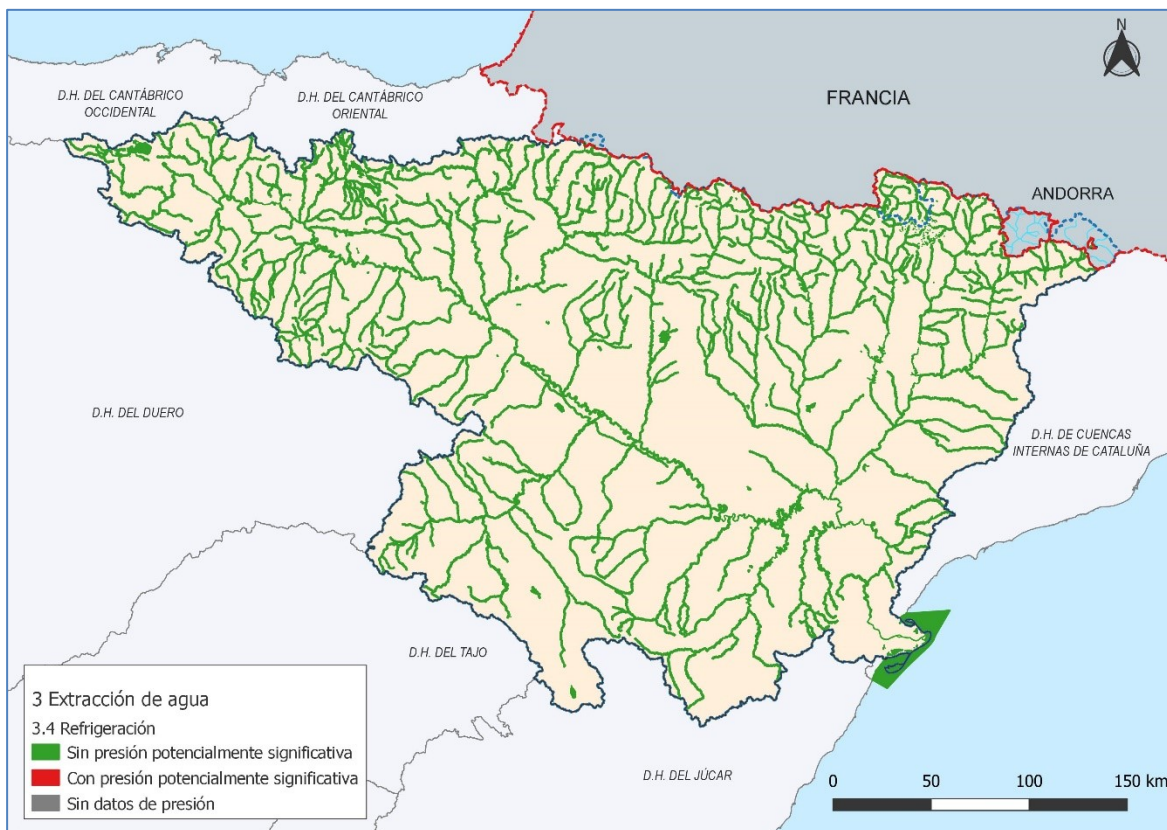 N
D.H. DEL CANTÁBRICO
OCCIDENTAL
D.H. DEL CANTÁBRICO
ORIENTAL
FRANCIA
ANDORRA
D.H. DEL DUERO
D.H. DE CUENCAS
INTERNAS DE CATALUÑA
D.H. DEL TAJO
D.H. DEL JÚCAR
3 Extracción de agua
3.4 Refrigeración
Sin presión potencialmente significativa
Con presión potencialmente significativa
Sin datos de presión
0 50 100 150 km